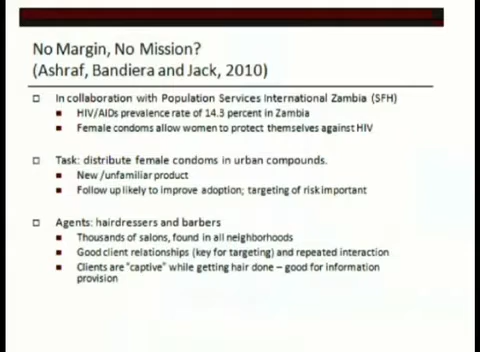 No Margin, No Mission?
(Ashraf, Bandiera and Jack, 2010)
In collaboration with Population Services International Zambia (SFH)
HIV/AIDs prevalence rate of 14.3 percent in Zambia
Female condoms allow women to protect themselves against HIV
Task: distribute female condoms in urban compounds.
New /unfamiliar product
Follow up likely to improve adoption; targeting of risk important
Agents: hairdressers and barbers
Thousands of salons, found in all neighborhoods
Good client relationships (key for targeting) and repeated interaction
Clients are "captive" while getting hair done – good for information
provision